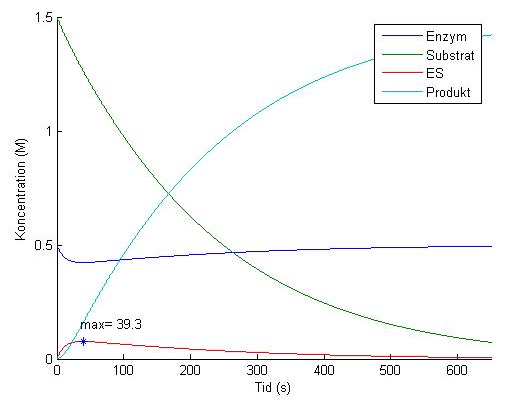 1.5
Enzym
Substrat
ES
Produkt
1
Koncentration (M)
0.5
max= 39.3
0
0 100 200 300 400 500 600
Tid (s)